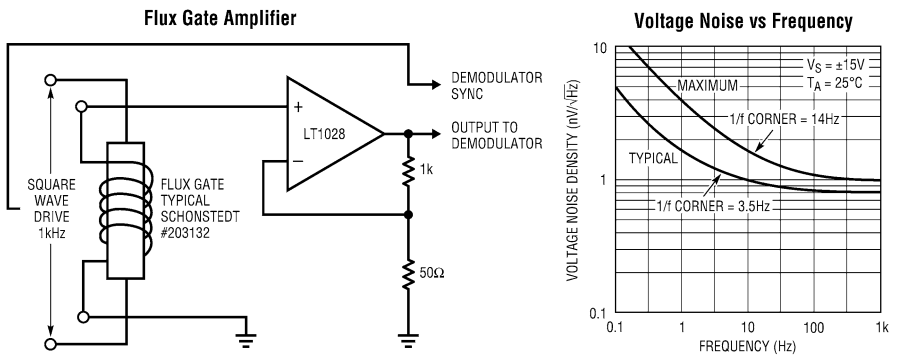 Flux Gate Amplifier
DEMODULATOR
SYNC
+
LT1028
−
OUTPUT TO
DEMODULATOR
1k
50Ω
SQUARE
WAVE
DRIVE
1kHz
FLUX GATE
TYPICAL
SCHONSTEDT
#203132
Voltage Noise vs Frequency
VOLTAGE NOISE DENSITY (nV/√Hz)
10
1
0.1
VS = ±15V
TA = 25°C
MAXIMUM
1/f CORNER = 14Hz
TYPICAL
1/f CORNER = 3.5Hz
0.1 1 10 100 1k
FREQUENCY (Hz)